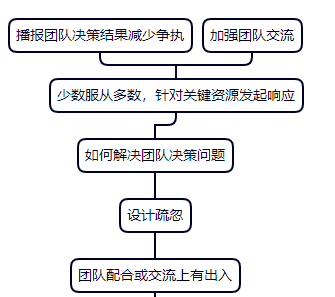 播报团队决策结果减少争执
加强团队交流
少数服从多数，针对关键资源发起响应
如何解决团队决策问题
设计疏忽
团队配合或交流上有出入